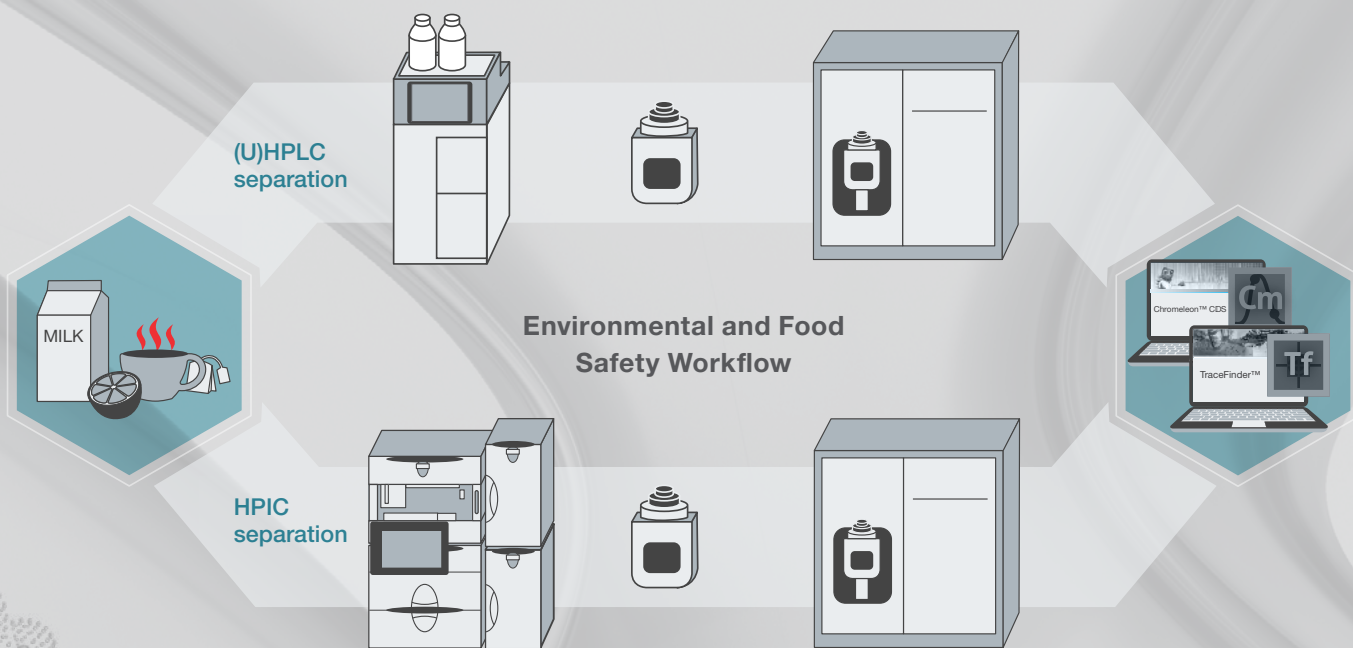 (U)HPLC
separation
MILK
Environmental and Food
Safety Workflow
Chromeleon™ CDS
Cm
TraceFinder™
Tf
HPIC
separation